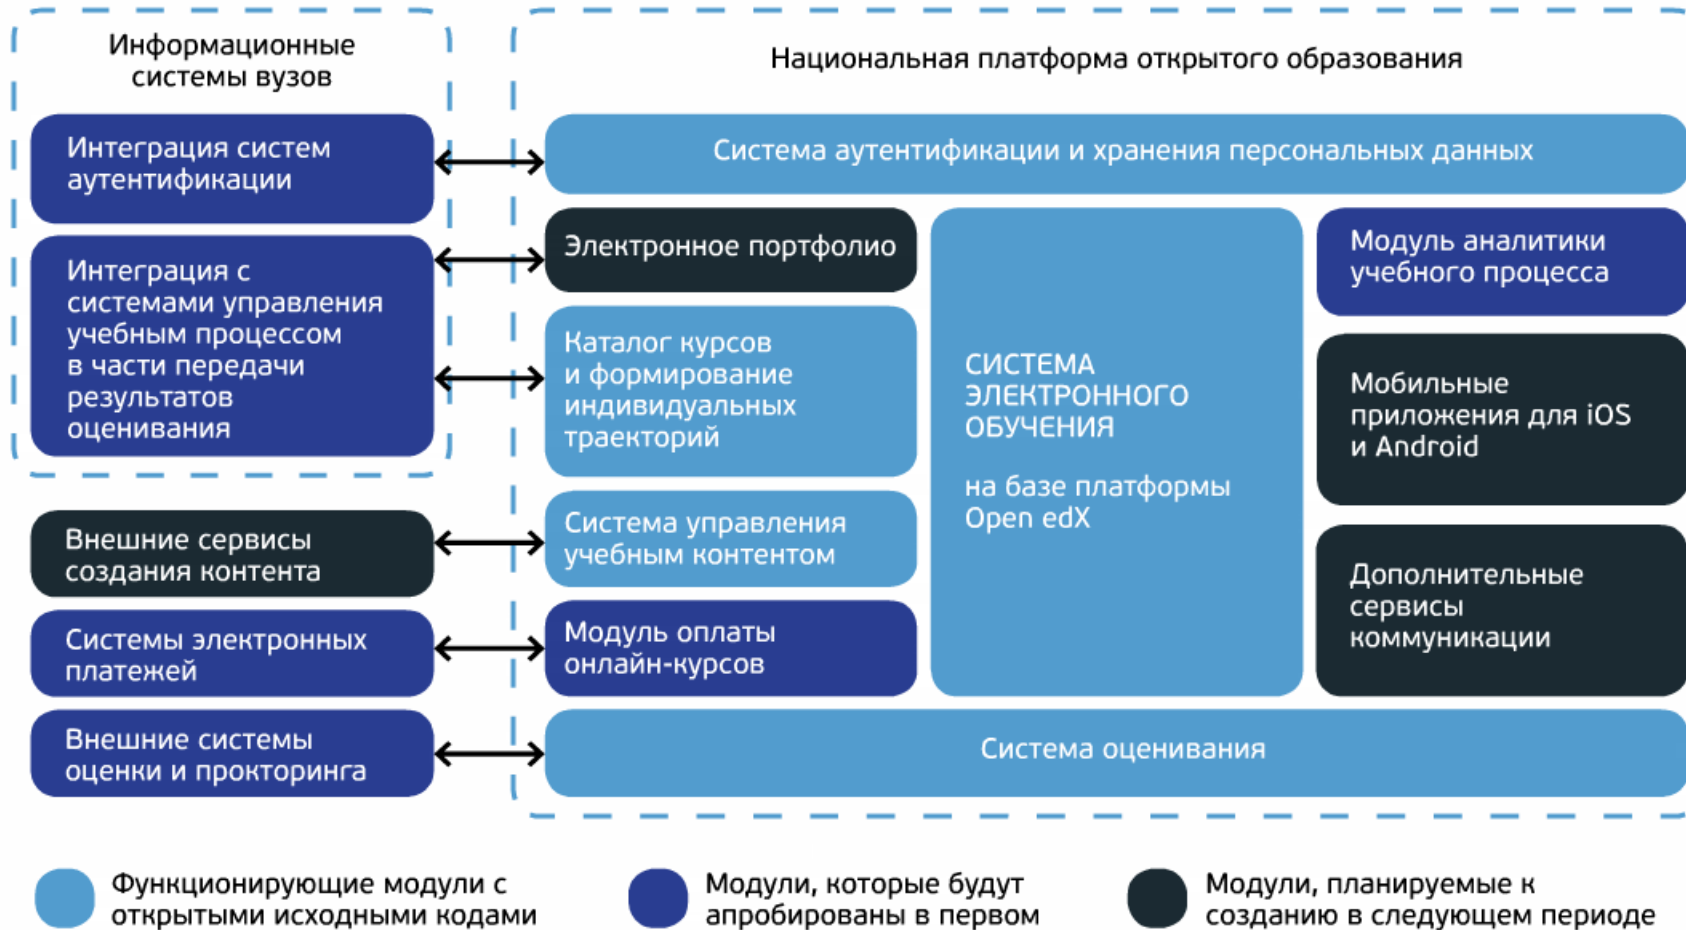 Информационные
системы вузов
Интеграция систем
аутентификации
Интеграция с
системами управления
учебным процессом
в части передачи
результатов
оценивания
Внешние сервисы
создания контента
Системы электронных
платежей
Внешние системы
оценки и прокторинга
Национальная платформа открытого образования
Система аутентификации и хранения персональных данных
Электронное портфолио
Каталог курсов
и формирование
индивидуальных
траекторий
Система управления
учебным контентом
Модуль оплаты
онлайн-курсов
СИСТЕМА
ЭЛЕКТРОННОГО
ОБУЧЕНИЯ
на базе платформы
Open edX
Модуль аналитики
учебного процесса
Мобильные
приложения для iOS
и Android
Дополнительные
сервисы
коммуникации
Система оценивания
Функционирующие модули с
открытыми исходными кодами
Модули, которые будут
апробированы в первом
Модули, планируемые к
созданию в следующем периоде